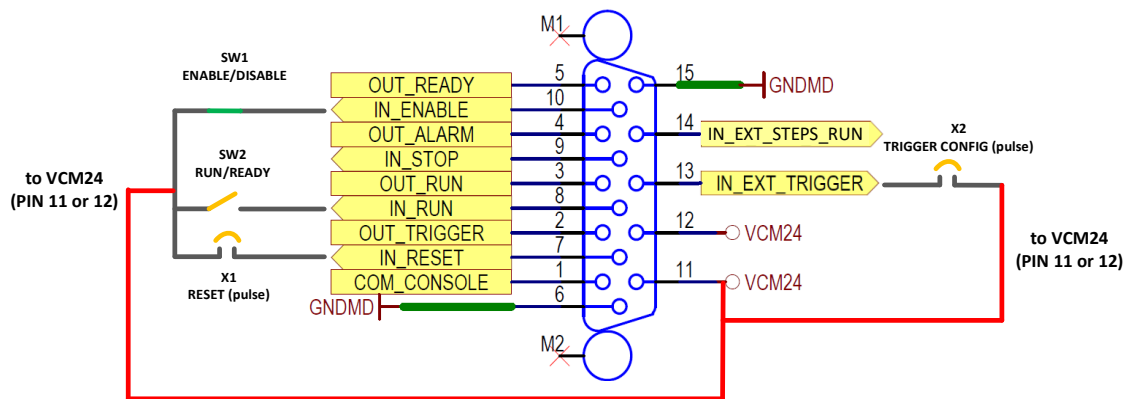 M1
SW1
ENABLE/DISABLE
OUT_READY
5
15
GNDMD
IN_ENABLE
10
OUT_ALARM
4
14
IN_EXT_STEPS_RUN
X2
TRIGGER CONFIG (pulse)
IN_STOP
9
SW2
RUN/READY
OUT_RUN
3
13
IN_EXT_TRIGGER
to VCM24
(PIN 11 or 12)
IN_RUN
8
OUT_TRIGGER
2
12
VCM24
IN_RESET
7
to VCM24
(PIN 11 or 12)
X1
RESET (pulse)
COM_CONSOLE
1
11
VCM24
GNDMD
6
M2